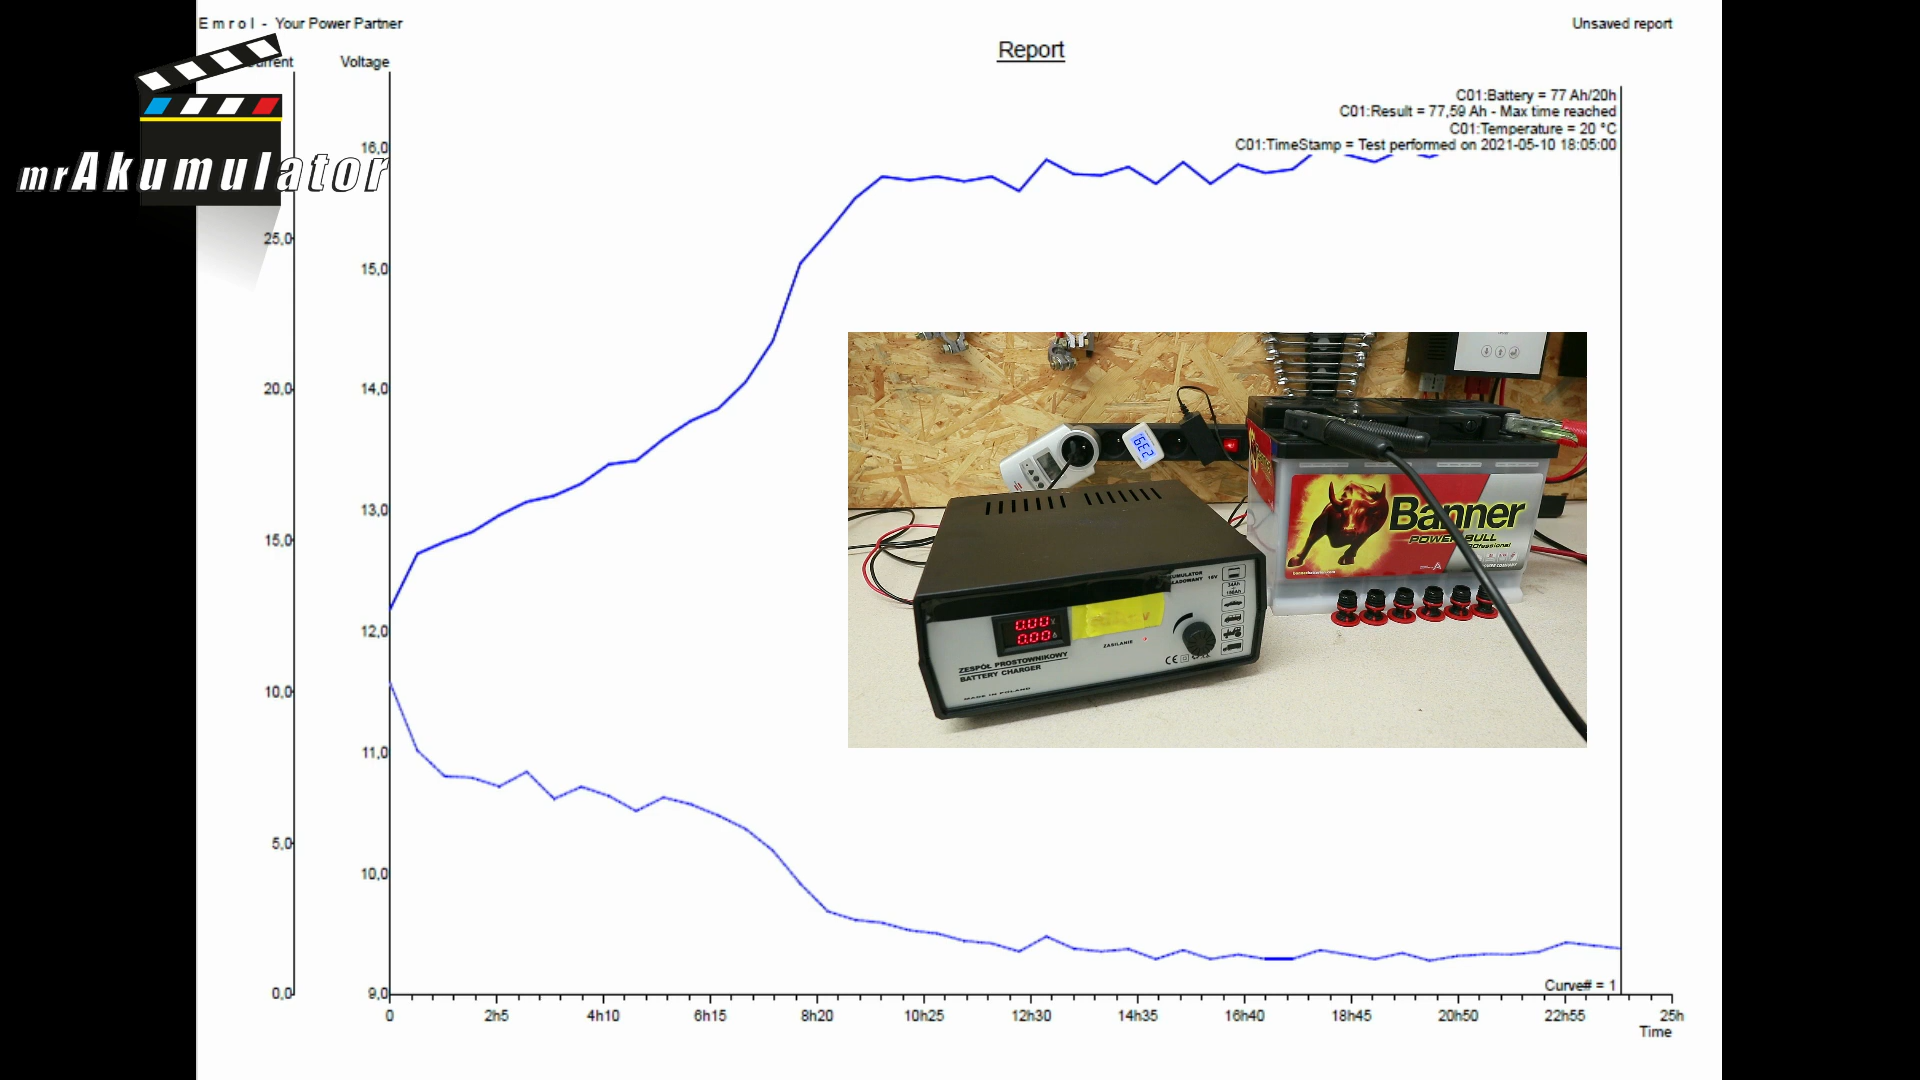 Emrol - Your Power Partner
Unsaved report
Report
Voltage
mrAkumulator
C01:Battery = 77 Ah/20h
C01:Result = 77,59 Ah - Max time reached
C01:Temperature = 20 °C
C01:TimeStamp = Test performed on 2021-05-10 18:05:00
25,0
20,0
15,0
10,0
5,0
0,0
16,0
15,0
14,0
13,0
12,0
11,0
10,0
9,0
239
Banner
POWER BULL
PROfessional
0.00
0.00
ZASILANIE
ZESPÓŁ PROSTOWNIKOWY
BATTERY CHARGER
MADE IN POLAND
CE
Curve# = 1
0
2h5
4h10
6h15
8h20
10h25
12h30
14h35
16h40
18h45
20h50
22h55
25h
Time